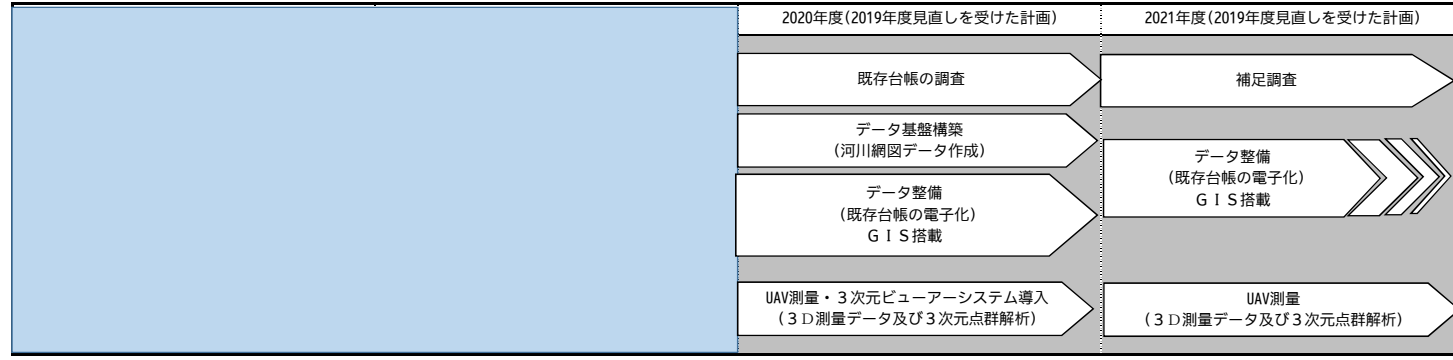 2020年度(2019年度見直しを受けた計画)
2021年度(2019年度見直しを受けた計画)
既存台帳の調査
補足調査
データ基盤構築
(河川網図データ作成)
データ整備
(既存台帳の電子化)
ＧＩＳ搭載
データ整備
(既存台帳の電子化)
ＧＩＳ搭載
UAV測量・３次元ビューアーシステム導入
(３Ｄ測量データ及び３次元点群解析)
UAV測量
(３Ｄ測量データ及び３次元点群解析)